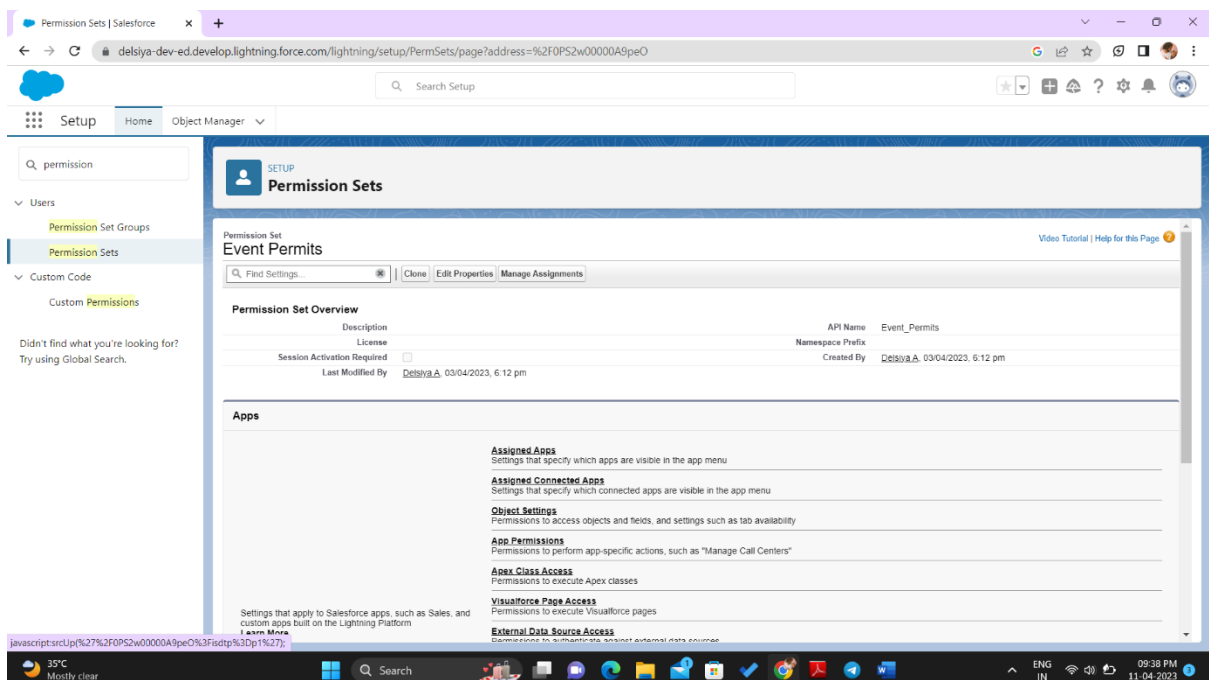 Permission Sets | Salesforce
delsiya-dev-ed.develop.lightning.force.com/lightning/setup/PermSets/page?address=%2F0PS2w00000A9peO
Search Setup
Setup Home Object Manager
permission
Users
Permission Set Groups
Permission Sets
Custom Code
Custom Permissions
Didn't find what you're looking for?
Try using Global Search.
SETUP
Permission Sets
Permission Set
Event Permits
Video Tutorial | Help for this Page
Find Settings... | Clone Edit Properties Manage Assignments
Permission Set Overview
Description API Name Event_Permits
License Namespace Prefix
Session Activation Required Created By Delsiya A, 03/04/2023, 6:12 pm
Last Modified By Delsiya A, 03/04/2023, 6:12 pm
Apps
Assigned Apps
Settings that specify which apps are visible in the app menu
Assigned Connected Apps
Settings that specify which connected apps are visible in the app menu
Object Settings
Permissions to access objects and fields, and settings such as tab availability
App Permissions
Permissions to perform app-specific actions, such as "Manage Call Centers"
Apex Class Access
Permissions to execute Apex classes
Visualforce Page Access
Permissions to execute Visualforce pages
External Data Source Access
Permissions to authenticate against external data sources
Settings that apply to Salesforce apps, such as Sales, and
custom apps built on the Lightning Platform
Learn More
javascript:srcUp(%27%2F0PS2w00000A9peO%3Fisdtp%3Dp1%27);
35°C
Mostly clear
Search
ENG
IN
09:38 PM
11-04-2023